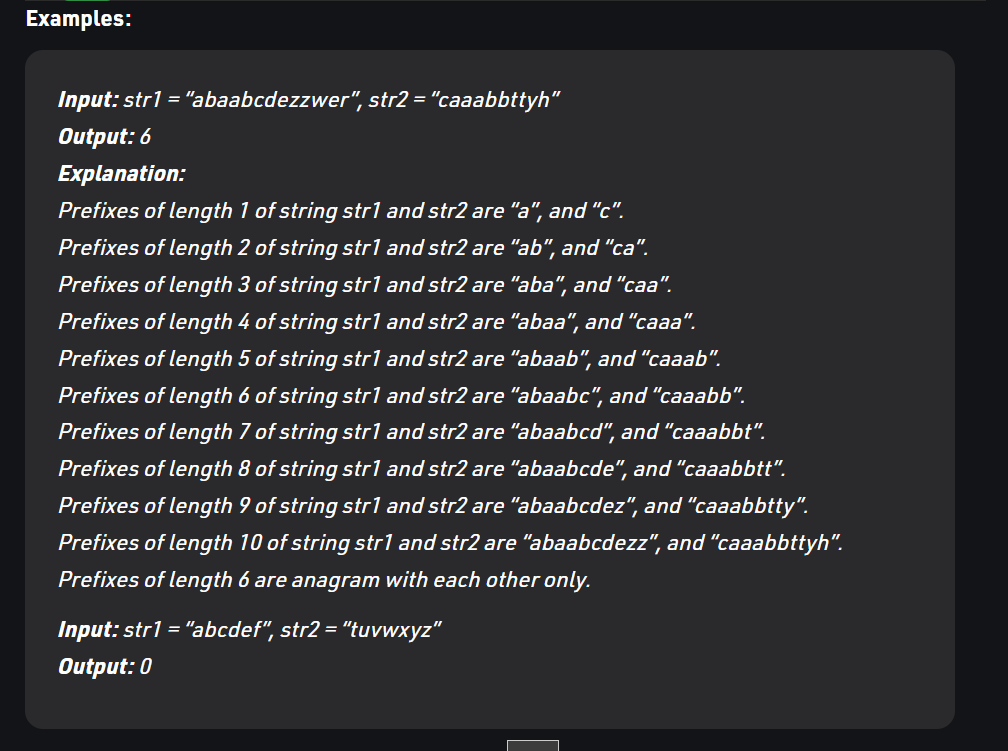 Examples:
Input: str1 = “abaabcdezzwer”, str2 = “caaabbttyh”
Output: 6
Explanation:
Prefixes of length 1 of string str1 and str2 are “a”, and “c”.
Prefixes of length 2 of string str1 and str2 are “ab”, and “ca”.
Prefixes of length 3 of string str1 and str2 are “aba”, and “caa”.
Prefixes of length 4 of string str1 and str2 are “abaa”, and “caaa”.
Prefixes of length 5 of string str1 and str2 are “abaab”, and “caaab”.
Prefixes of length 6 of string str1 and str2 are “abaabc”, and “caaabb”.
Prefixes of length 7 of string str1 and str2 are “abaabcd”, and “caaabbt”.
Prefixes of length 8 of string str1 and str2 are “abaabcde”, and “caaabbtt”.
Prefixes of length 9 of string str1 and str2 are “abaabcdez”, and “caaabbtty”.
Prefixes of length 10 of string str1 and str2 are “abaabcdezz”, and “caaabbttyh”.
Prefixes of length 6 are anagram with each other only.
Input: str1 = “abcdef”, str2 = “tuvwxyz”
Output: 0